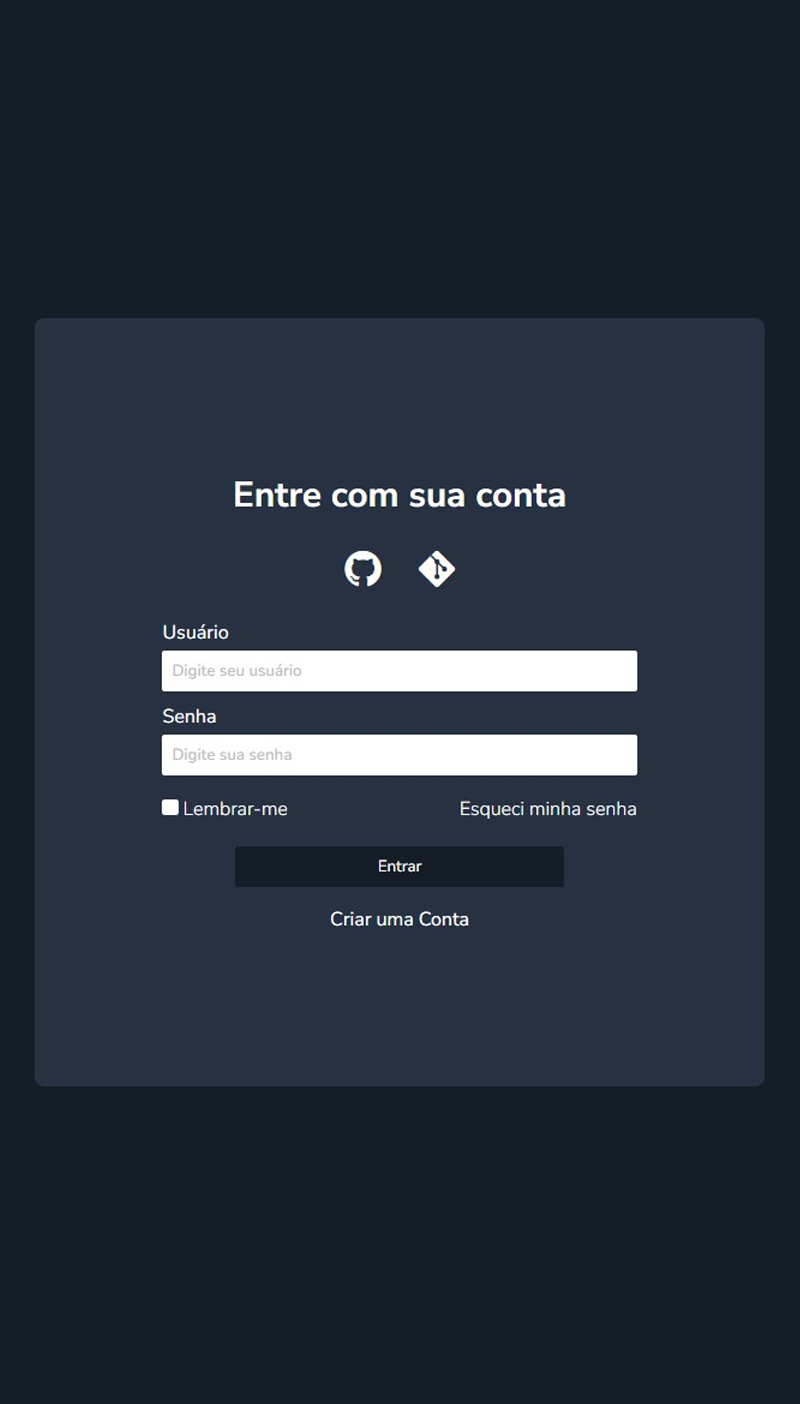 Entre com sua conta
Usuário
Digite seu usuário
Senha
Digite sua senha
Lembrar-me Esqueci minha senha
Entrar
Criar uma Conta